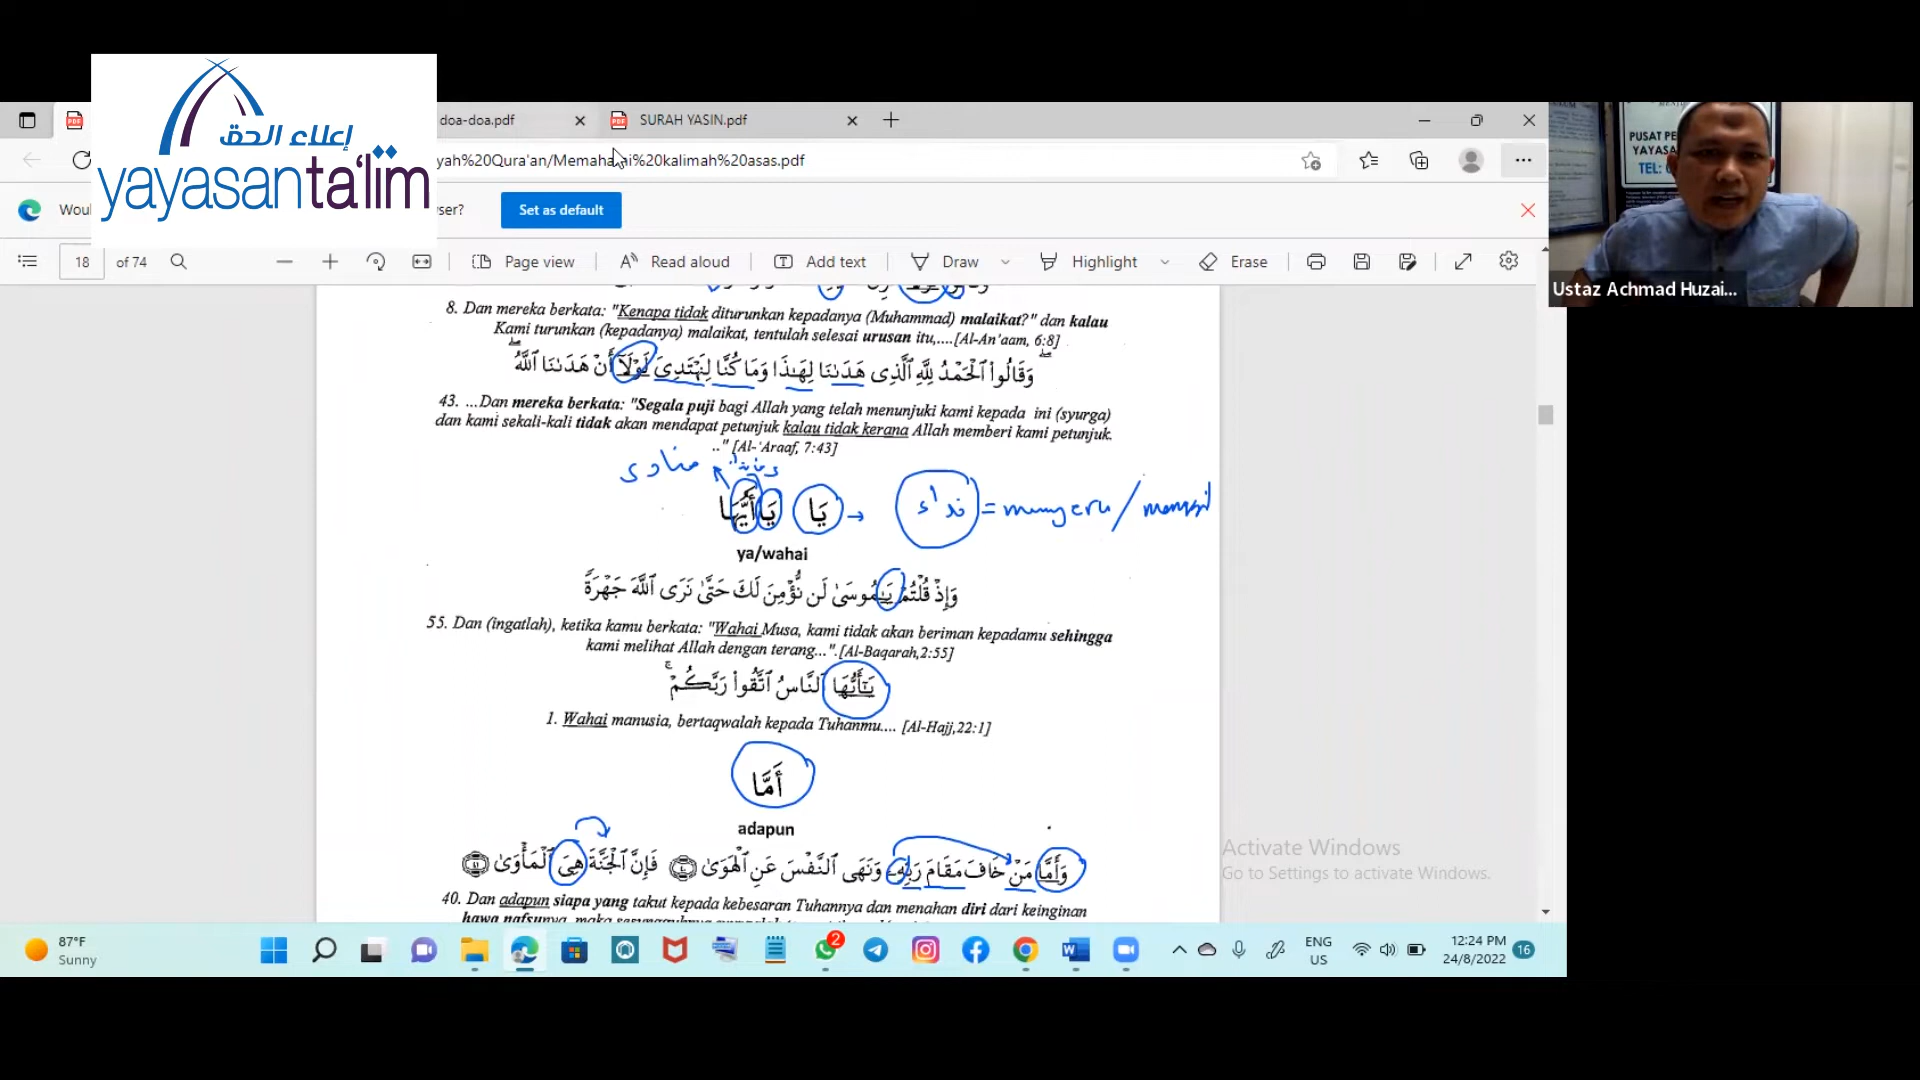 إعلاء الحق
yayasanta'lim
doa-doa.pdf
SURAH YASIN.pdf
yah%20Qura'an/Memahami%20kalimah%20asas.pdf
Set as default
18 of 74
Page view
Read aloud
Add text
Draw
Highlight
Erase
PUSAT PE
YAYASA
TEL:
Ustaz Achmad Huzai...
8. Dan mereka berkata: "Kenapa tidak diturunkan kepadanya (Muhammad) malaikat?" dan kalau
Kami turunkan (kepadanya) malaikat, tentulah selesai urusan itu,....[Al-An'aam, 6:8]
وَقَالُوا۟ ٱلْحَمْدُ لِلَّهِ ٱلَّذِى هَدَىٰنَا لِهَـٰذَا وَمَا كُنَّا لِنَهْتَدِىَ لَوْلَآ أَنْ هَدَىٰنَا ٱللَّهُ ۖ
43. ...Dan mereka berkata: "Segala puji bagi Allah yang telah menunjuki kami kepada ini (syurga)
dan kami sekali-kali tidak akan mendapat petunjuk kalau tidak kerana Allah memberi kami petunjuk.
.." [Al-'Araaf, 7:43]
منادى
يَا يَا أَيُّهَا → نداء = menyeru /
ya/wahai
وَإِذْ قُلْتُمْ يَـٰمُوسَىٰ لَن نُّؤْمِنَ لَكَ حَتَّىٰ نَرَى ٱللَّهَ جَهْرَةً
55. Dan (ingatlah), ketika kamu berkata: "Wahai Musa, kami tidak akan beriman kepadamu sehingga
kami melihat Allah dengan terang...".[Al-Baqarah,2:55]
يَـٰٓأَيُّهَا ٱلنَّاسُ ٱتَّقُوا۟ رَبَّكُمْ ۚ
1. Wahai manusia, bertaqwalah kepada Tuhanmu.... [Al-Hajj,22:1]
أَمَّا
adapun
وَأَمَّا مَنْ خَافَ مَقَامَ رَبِّهِۦ وَنَهَى ٱلنَّفْسَ عَنِ ٱلْهَوَىٰ ۝٤٠ فَإِنَّ ٱلْجَنَّةَ هِىَ ٱلْمَأْوَىٰ ۝٤١
40. Dan adapun siapa yang takut kepada kebesaran Tuhannya dan menahan diri dari keinginan
Activate Windows
Go to Settings to activate Windows.
87°F
Sunny
2
ENG
US
12:24 PM
24/8/2022
16